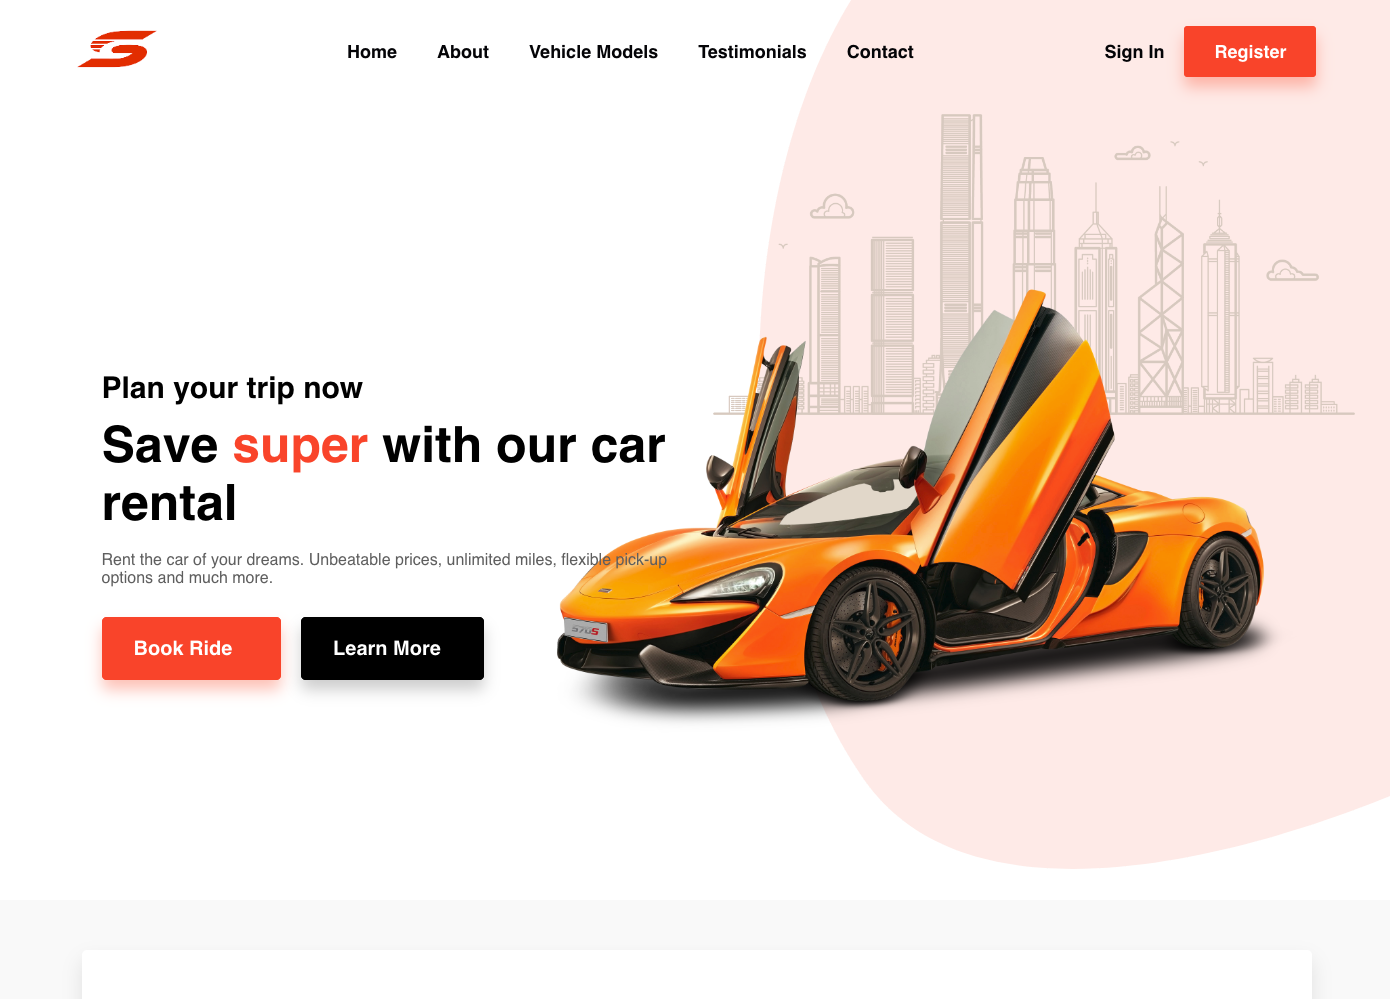 Home About Vehicle Models Testimonials Contact Sign In Register
Plan your trip now
Save super with our car
rental
Rent the car of your dreams. Unbeatable prices, unlimited miles, flexible pick-up
options and much more.
Book Ride Learn More
570S